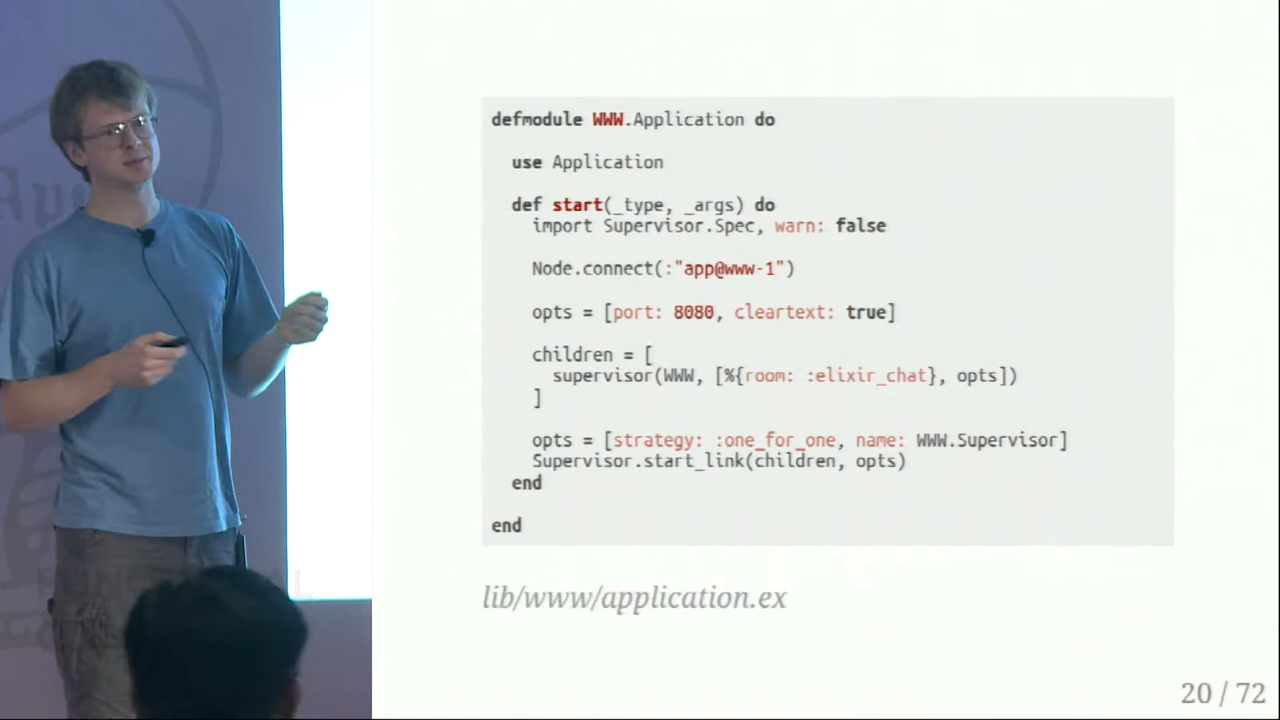 defmodule WWW.Application do
use Application
def start(_type, _args) do
import Supervisor.Spec, warn: false
Node.connect(:"app@www-1")
opts = [port: 8080, cleartext: true]
children = [
supervisor(WWW, [%{room: :elixir_chat}, opts])
]
opts = [strategy: :one_for_one, name: WWW.Supervisor]
Supervisor.start_link(children, opts)
end
end
lib/www/application.ex
20 / 72